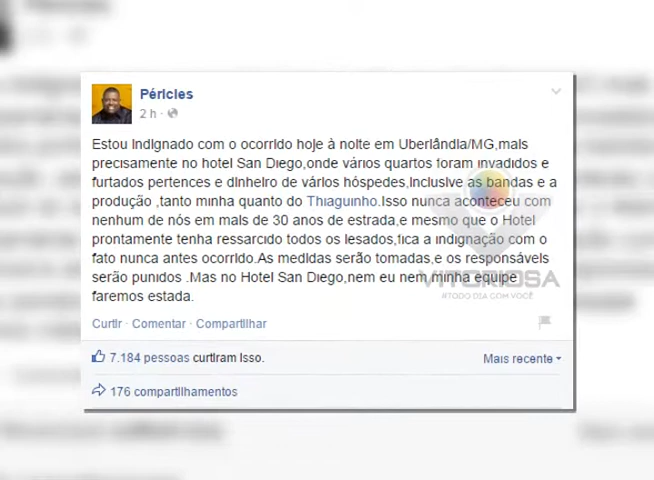 Péricles
2 h
Estou indignado com o ocorrido hoje à noite em Uberlândia/MG,mais
precisamente no hotel San Diego,onde vários quartos foram invadidos e
furtados pertences e dinheiro de vários hóspedes,inclusive as bandas e a
produção ,tanto minha quanto do Thiaguinho.Isso nunca aconteceu com
nenhum de nós em mais de 30 anos de estrada,e mesmo que o Hotel
prontamente tenha ressarcido todos os lesados,fica a indignação com o
fato nunca antes ocorrido.As medidas serão tomadas,e os responsáveis
serão punidos .Mas no Hotel San Diego,nem eu nem minha equipe
faremos estada.
VITORIOSA
#TODO DIA COM VOCÊ
Curtir · Comentar · Compartilhar
7.184 pessoas curtiram isso.
Mais recente
176 compartilhamentos